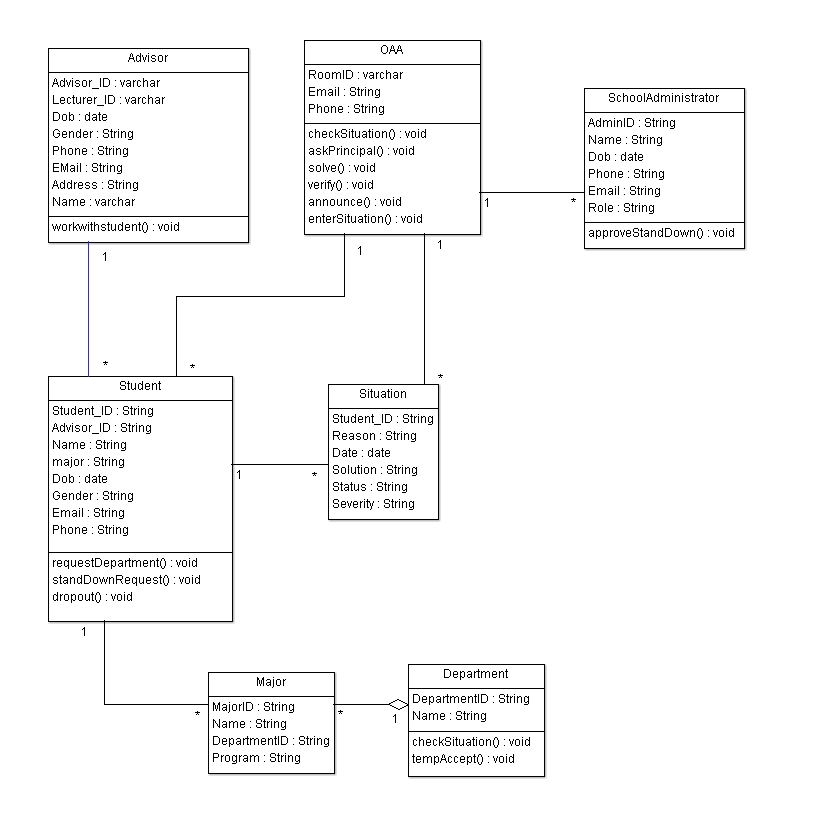 Advisor
Advisor_ID : varchar
Lecturer_ID : varchar
Dob : date
Gender : String
Phone : String
EMail : String
Address : String
Name : varchar
workwithstudent() : void
OAA
RoomID : varchar
Email : String
Phone : String
checkSituation() : void
askPrincipal() : void
solve() : void
verify() : void
announce() : void
enterSituation() : void
SchoolAdministrator
AdminID : String
Name : String
Dob : date
Phone : String
Email : String
Role : String
approveStandDown() : void
1
*
1
1
1
*
*
*
Student
Student_ID : String
Advisor_ID : String
Name : String
major : String
Dob : date
Gender : String
Email : String
Phone : String
requestDepartment() : void
standDownRequest() : void
dropout() : void
1
*
Situation
Student_ID : String
Reason : String
Date : date
Solution : String
Status : String
Severity : String
1
*
Major
MajorID : String
Name : String
DepartmentID : String
Program : String
*
1
Department
DepartmentID : String
Name : String
checkSituation() : void
tempAccept() : void